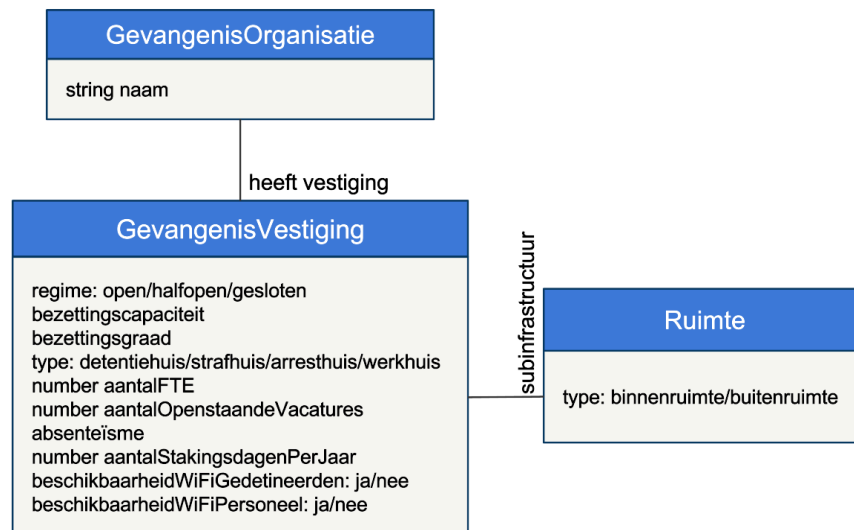 GevangenisOrganisatie
string naam
heeft vestiging
GevangenisVestiging
regime: open/halfopen/gesloten
bezettingscapaciteit
bezettingsgraad
type: detentiehuis/strafhuis/arresthuis/werkhuis
number aantalFTE
number aantalOpenstaandeVacatures
absenteïsme
number aantalStakingsdagenPerJaar
beschikbaarheidWiFiGedetineerden: ja/nee
beschikbaarheidWiFiPersoneel: ja/nee
subinfrastructuur
Ruimte
type: binnenruimte/buitenruimte